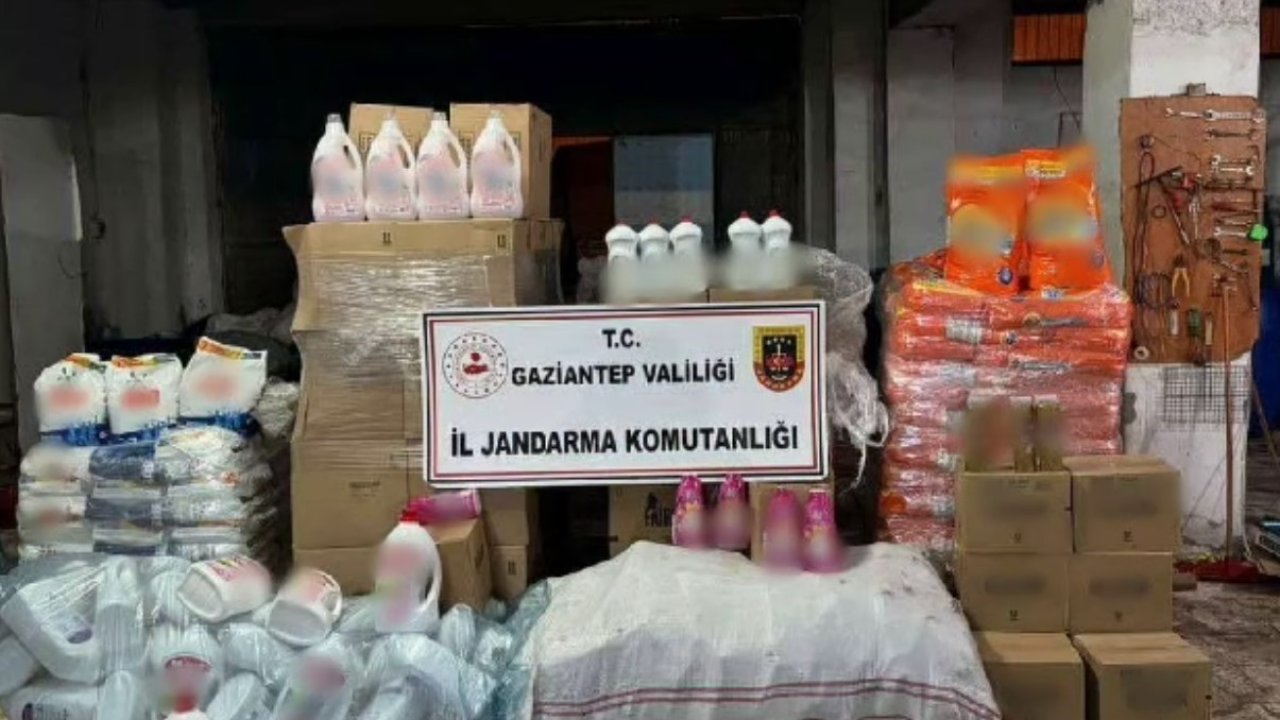 T.C.
GAZİANTEP VALİLİĞİ
İL JANDARMA KOMUTANLIĞI